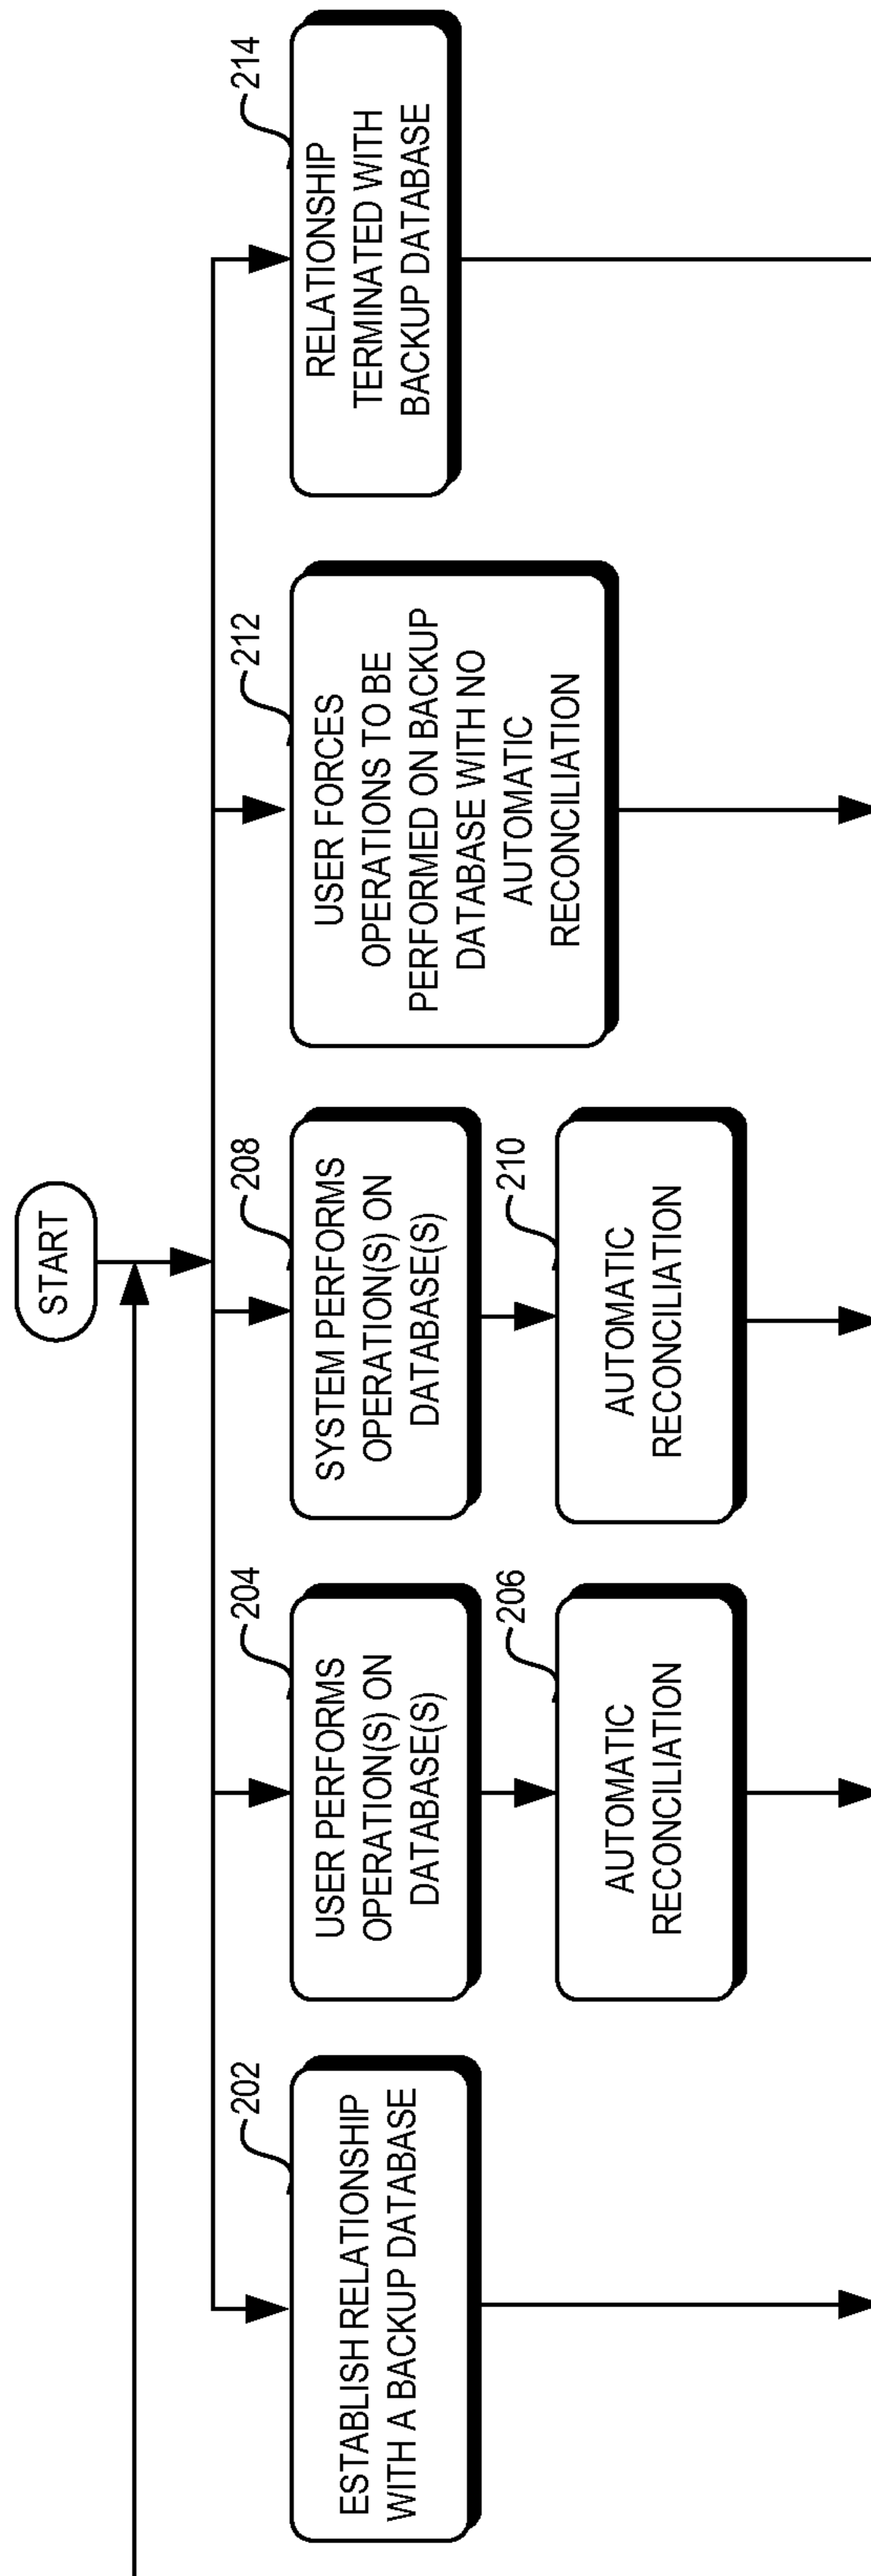 START
202
ESTABLISH RELATIONSHIP
WITH A BACKUP DATABASE
204
USER PERFORMS
OPERATION(S) ON
DATABASE(S)
206
AUTOMATIC
RECONCILIATION
208
SYSTEM PERFORMS
OPERATION(S) ON
DATABASE(S)
210
AUTOMATIC
RECONCILIATION
212
USER FORCES
OPERATIONS TO BE
PERFORMED ON BACKUP
DATABASE WITH NO
AUTOMATIC
RECONCILIATION
214
RELATIONSHIP
TERMINATED WITH
BACKUP DATABASE